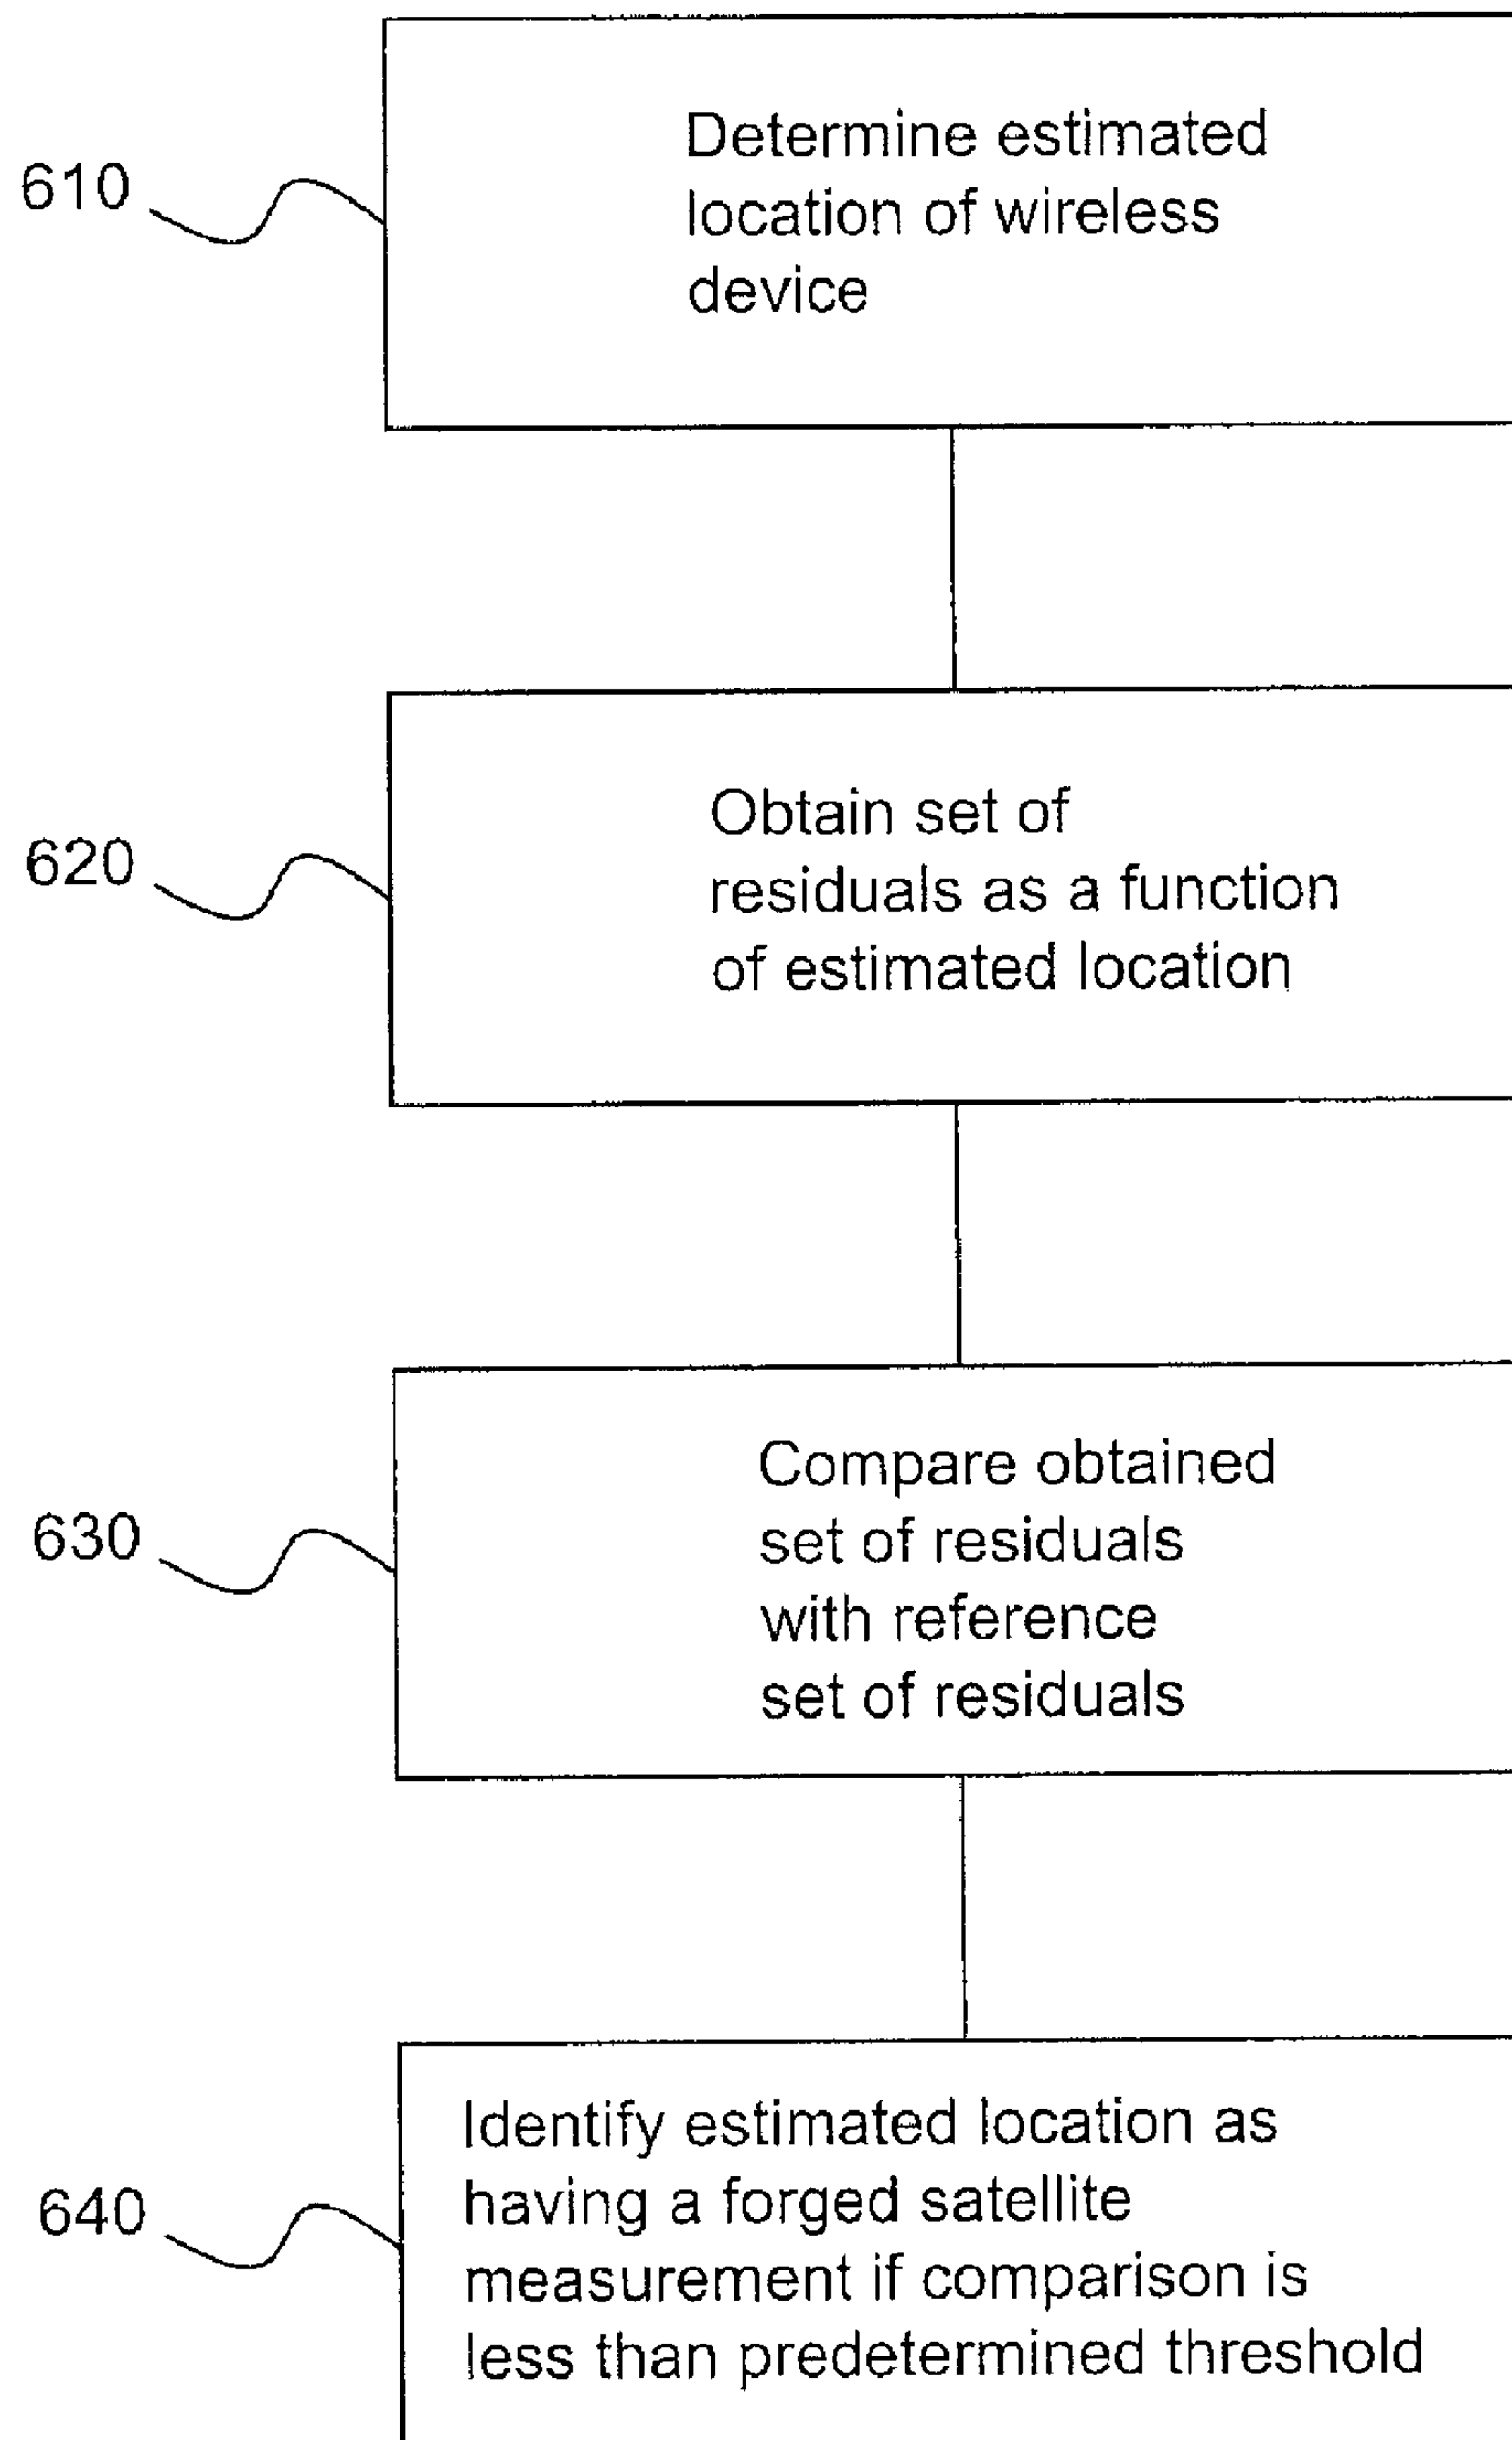 610
Determine estimated
location of wireless
device
620
Obtain set of
residuals as a function
of estimated location
630
Compare obtained
set of residuals
with reference
set of residuals
640
Identify estimated location as
having a forged satellite
measurement if comparison is
less than predetermined threshold